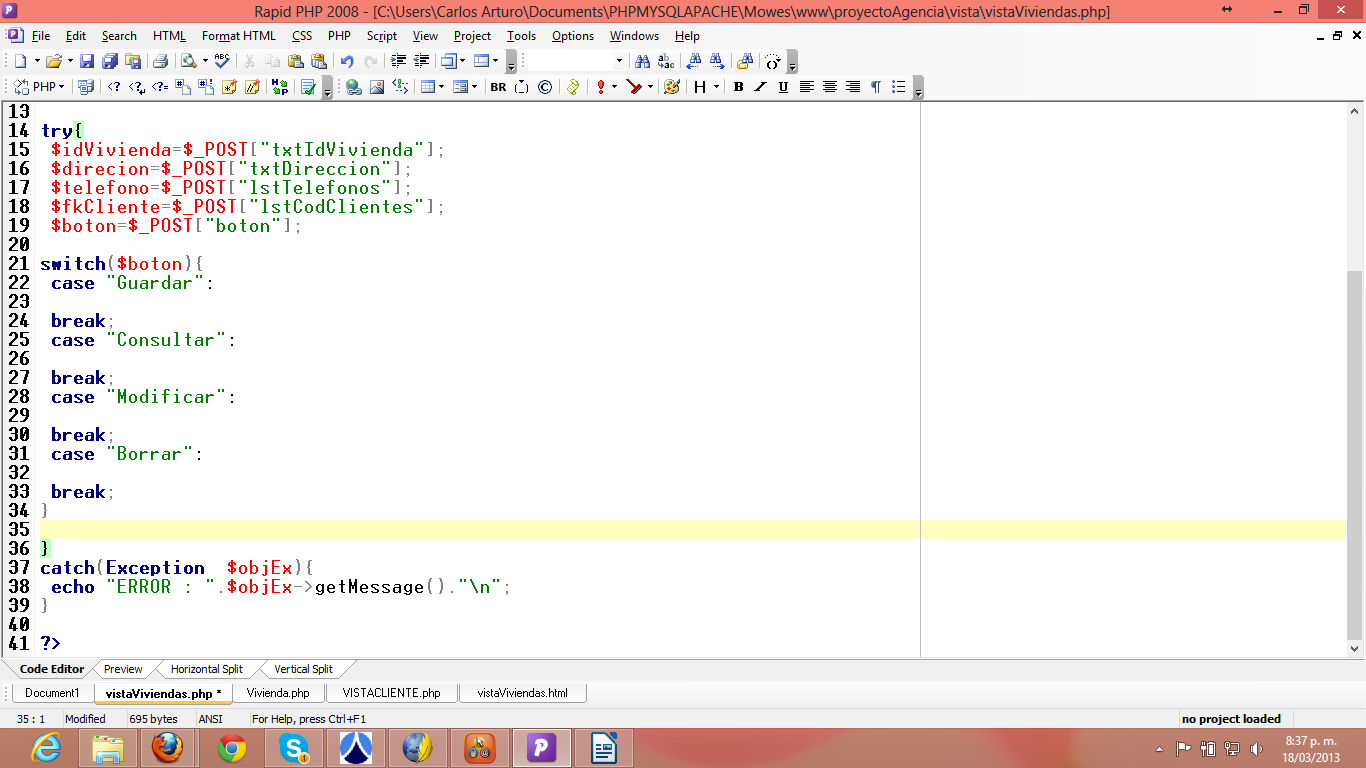 Rapid PHP 2008 - [C:\Users\Carlos Arturo\Documents\PHPMYSQLAPACHE\Mowes\www\proyectoAgencia\vista\vistaViviendas.php]
File Edit Search HTML Format HTML CSS PHP Script View Project Tools Options Windows Help
PHP BR H B I U
13
14 try{
15 $idVivienda=$_POST["txtIdVivienda"];
16 $direcion=$_POST["txtDireccion"];
17 $telefono=$_POST["lstTelefonos"];
18 $fkCliente=$_POST["lstCodClientes"];
19 $boton=$_POST["boton"];
20
21 switch($boton){
22 case "Guardar":
23
24 break;
25 case "Consultar":
26
27 break;
28 case "Modificar":
29
30 break;
31 case "Borrar":
32
33 break;
34 }
35
36 }
37 catch(Exception  $objEx){
38 echo "ERROR : ".$objEx->getMessage()."\n";
39 }
40
41 ?>
Code Editor Preview Horizontal Split Vertical Split
Document1 vistaViviendas.php * Vivienda.php VISTACLIENTE.php vistaViviendas.html
35 : 1 Modified 695 bytes ANSI For Help, press Ctrl+F1 no project loaded
8:37 p. m.
18/03/2013